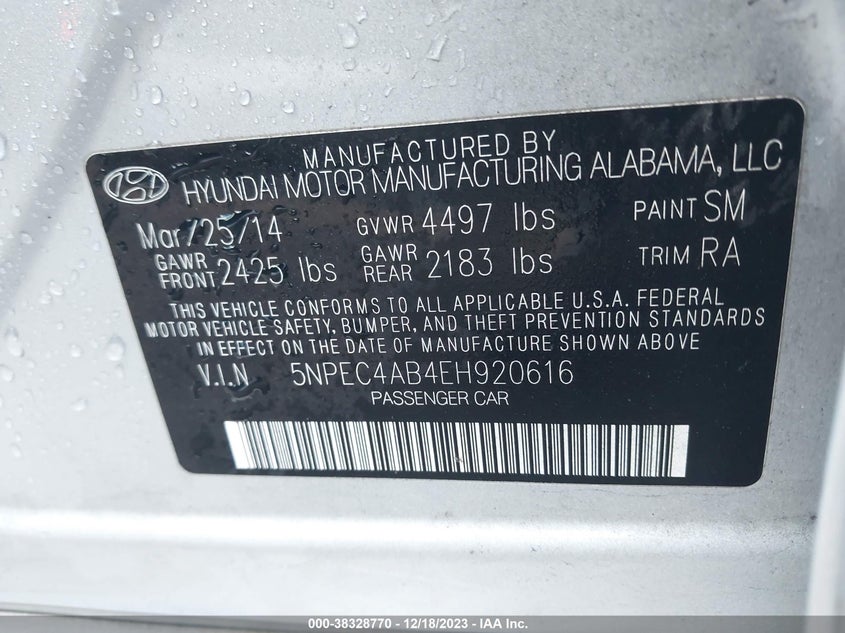 MANUFACTURED BY
HYUNDAI MOTOR MANUFACTURING ALABAMA, LLC
Mar/25/14 GVWR 4497 lbs PAINT SM
GAWR FRONT 2425 lbs GAWR REAR 2183 lbs TRIM RA
THIS VEHICLE CONFORMS TO ALL APPLICABLE U.S.A. FEDERAL
MOTOR VEHICLE SAFETY, BUMPER, AND THEFT PREVENTION STANDARDS
IN EFFECT ON THE DATE OF MANUFACTURE SHOWN ABOVE
V.I.N 5NPEC4AB4EH920616
PASSENGER CAR
000-38328770 - 12/18/2023 - IAA Inc.